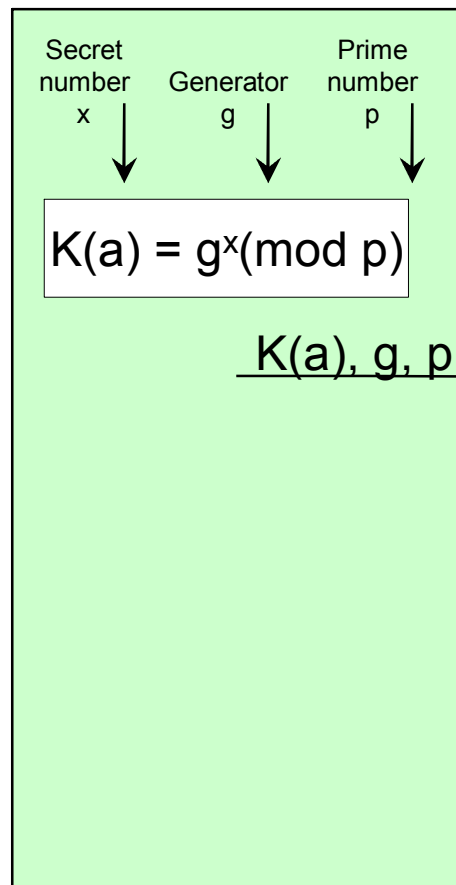 Secret
number
x
Generator
g
Prime
number
p
K(a) = gˣ(mod p)
K(a), g, p